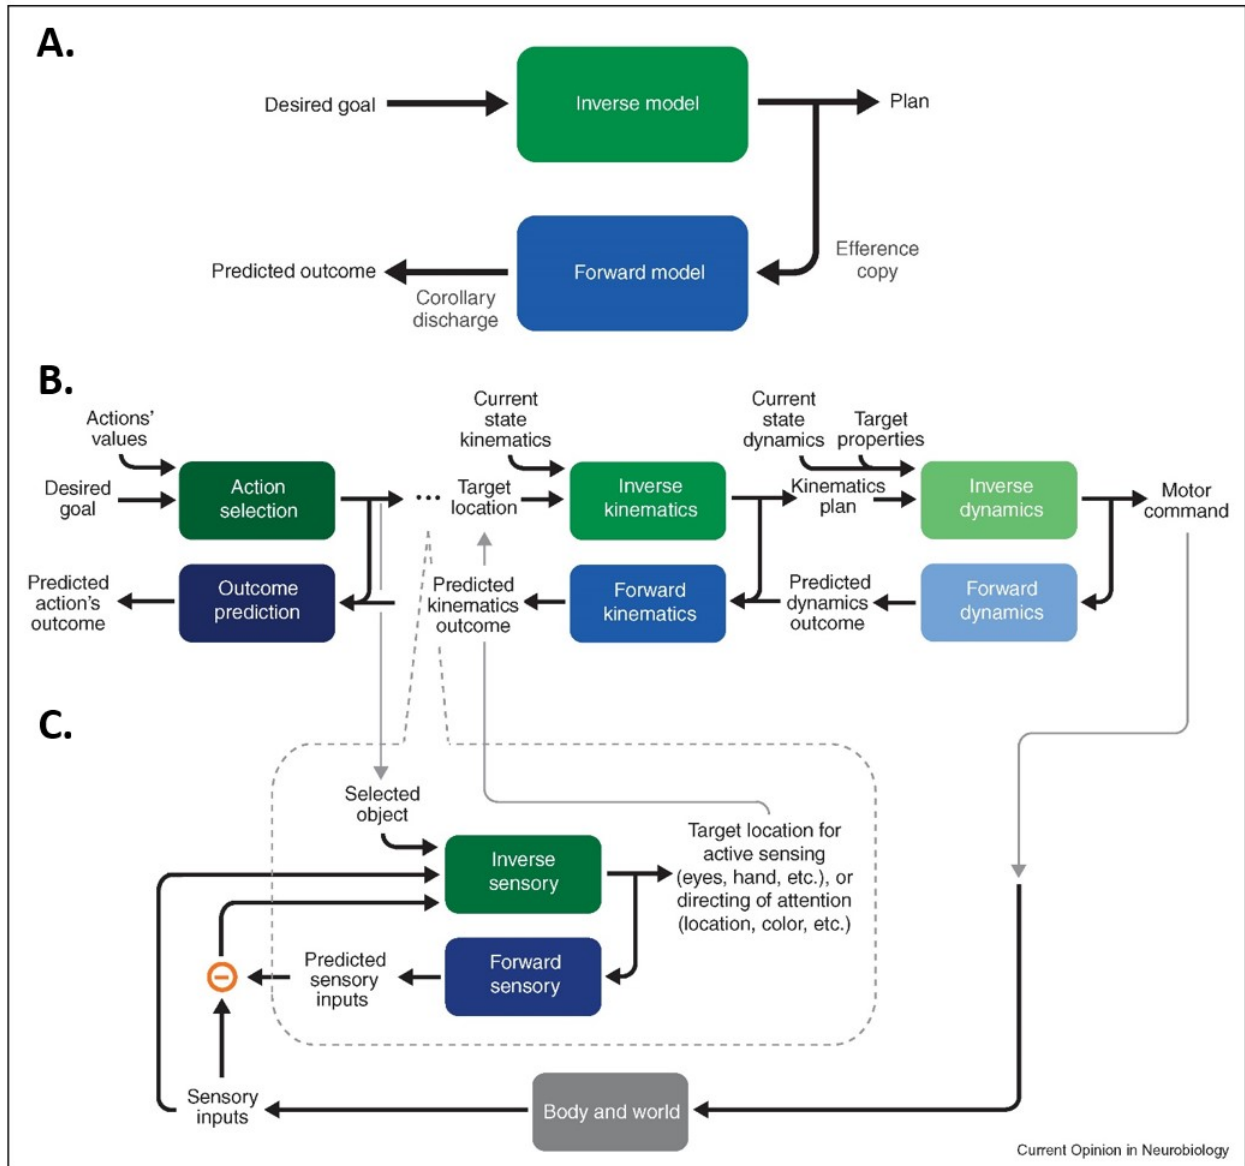 A.
Desired goal
Inverse model
Plan
Efference
copy
Forward model
Predicted outcome
Corollary
discharge
B.
Actions'
values
Desired
goal
Action
selection
...
Target
location
Current
state
kinematics
Inverse
kinematics
Current
state
dynamics
Target
properties
Kinematics
plan
Inverse
dynamics
Motor
command
Predicted
action's
outcome
Outcome
prediction
Predicted
kinematics
outcome
Forward
kinematics
Predicted
dynamics
outcome
Forward
dynamics
C.
Selected
object
Inverse
sensory
Target location for
active sensing
(eyes, hand, etc.), or
directing of attention
(location, color, etc.)
Predicted
sensory
inputs
Forward
sensory
Sensory
inputs
Body and world
Current Opinion in Neurobiology